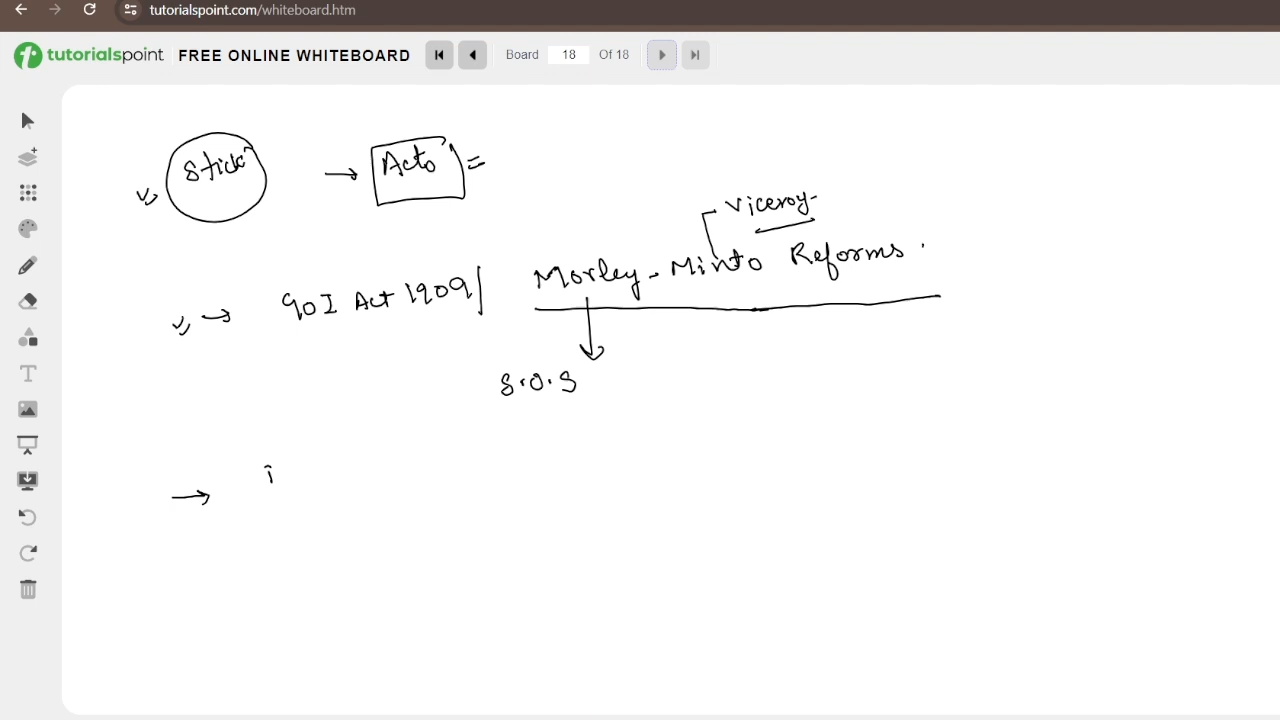 tutorialspoint.com/whiteboard.htm
tutorialspoint FREE ONLINE WHITEBOARD Board 18 Of 18
Stick → Acts =
Viceroy
→ GOI Act 1909/ Morley-Minto Reforms.
S.O.S
→ i